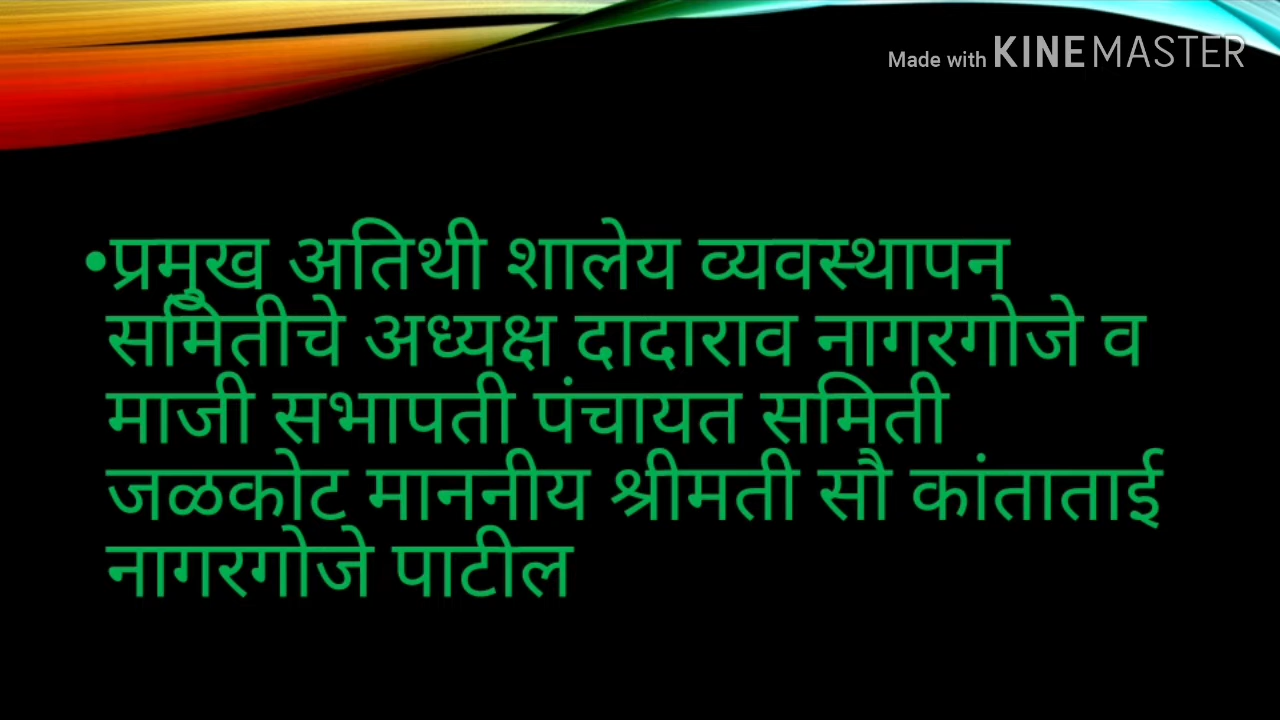 Made with KINEMASTER
•प्रमुख अतिथी शालेय व्यवस्थापन
समितीचे अध्यक्ष दादाराव नागरगोजे व
माजी सभापती पंचायत समिती
जळकोट माननीय श्रीमती सौ कांताताई
नागरगोजे पाटील